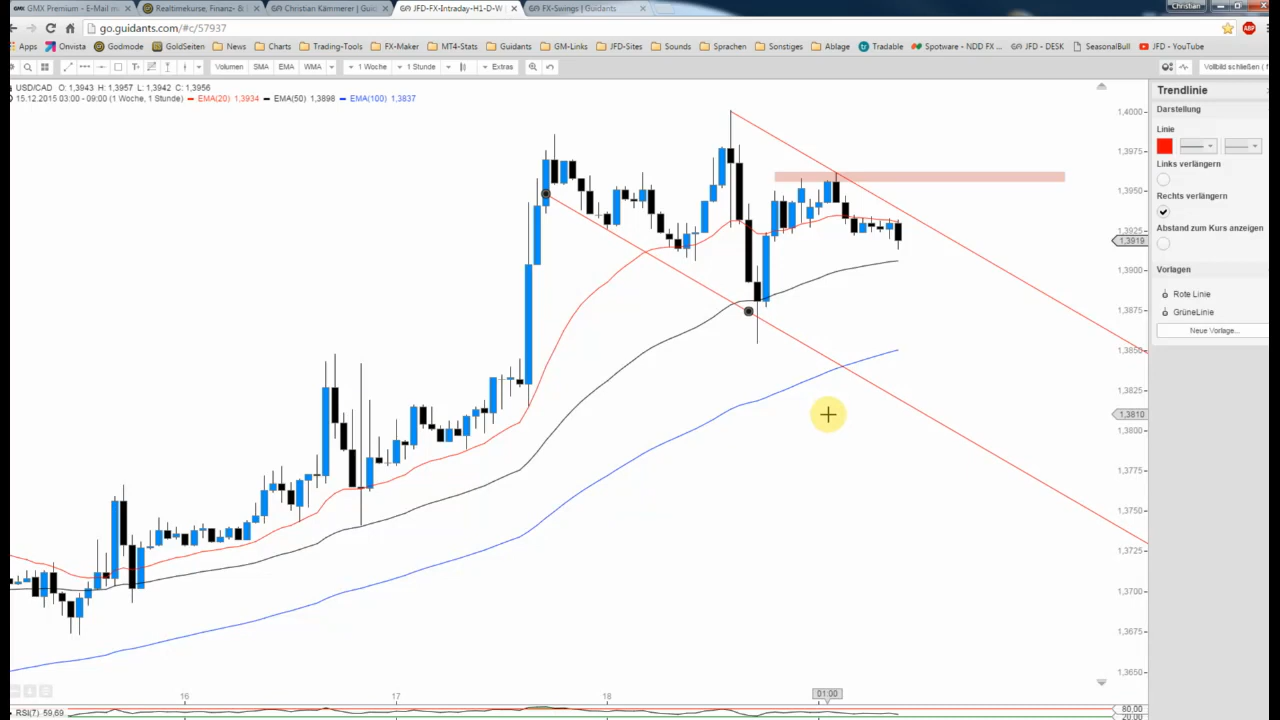 GMX Premium - E-Mail mi
Realtimekurse, Finanz- &
Christian Kämmerer | Guid
JFD-FX-Intraday-H1-D-W
FX-Swings | Guidants
Christian
go.guidants.com/#c/57937
ABP
Apps Onvista Godmode GoldSeiten News Charts Trading-Tools FX-Maker MT4-Stats Guidants GM-Links JFD-Sites Sounds Sprachen Sonstiges Ablage Tradable Spotware - NDD FX ... JFD - DESK SeasonalBull JFD - YouTube
Volumen SMA EMA WMA 1 Woche 1 Stunde Extras
Vollbild schließen (
USD/CAD O: 1,3943 H: 1,3957 L: 1,3942 C: 1,3956
15.12.2015 03:00 - 09:00 (1 Woche, 1 Stunde) EMA(20) 1,3934 EMA(50) 1,3898 EMA(100) 1,3837
1,4000
1,3975
1,3950
1,3925
1,3919
1,3900
1,3875
1,3850
1,3825
1,3810
1,3800
1,3775
1,3750
1,3725
1,3700
1,3675
1,3650
16 17 18 01:00
RSI(7) 59,69
80,00
20,00
Trendlinie
Darstellung
Linie
Links verlängern
Rechts verlängern
Abstand zum Kurs anzeigen
Vorlagen
Rote Linie
GrüneLinie
Neue Vorlage...